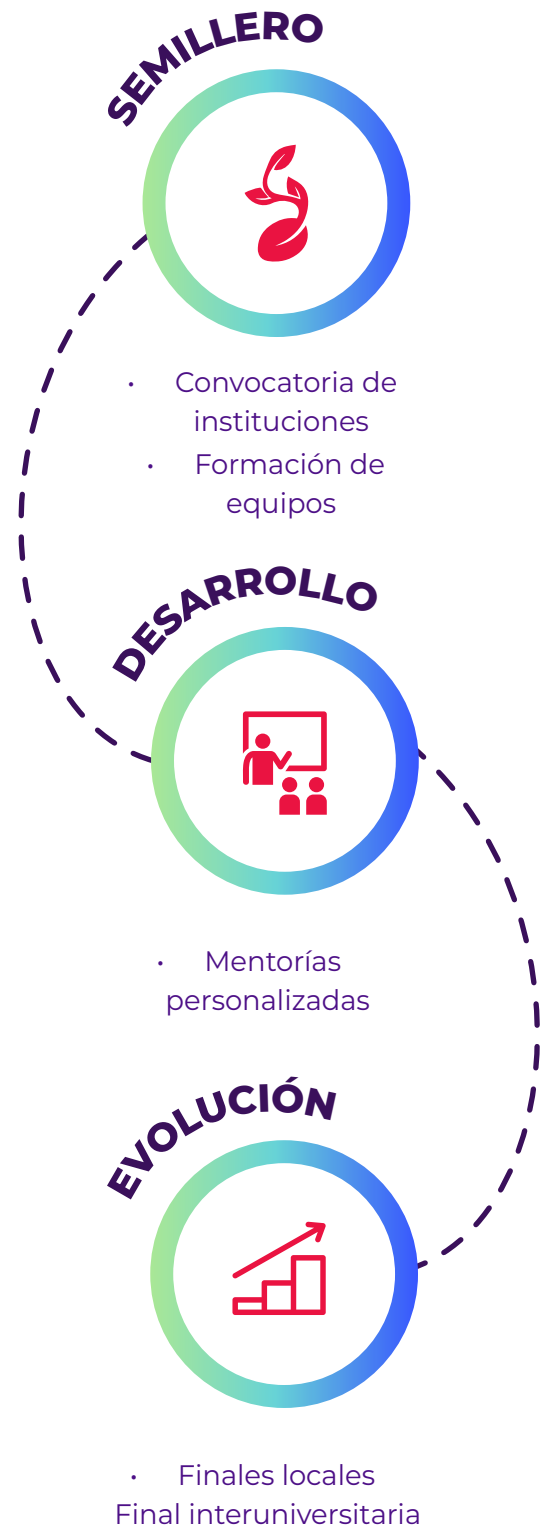 SEMILLERO
· Convocatoria de
instituciones
· Formación de
equipos
DESARROLLO
· Mentorías
personalizadas
EVOLUCIÓN
· Finales locales
Final interuniversitaria